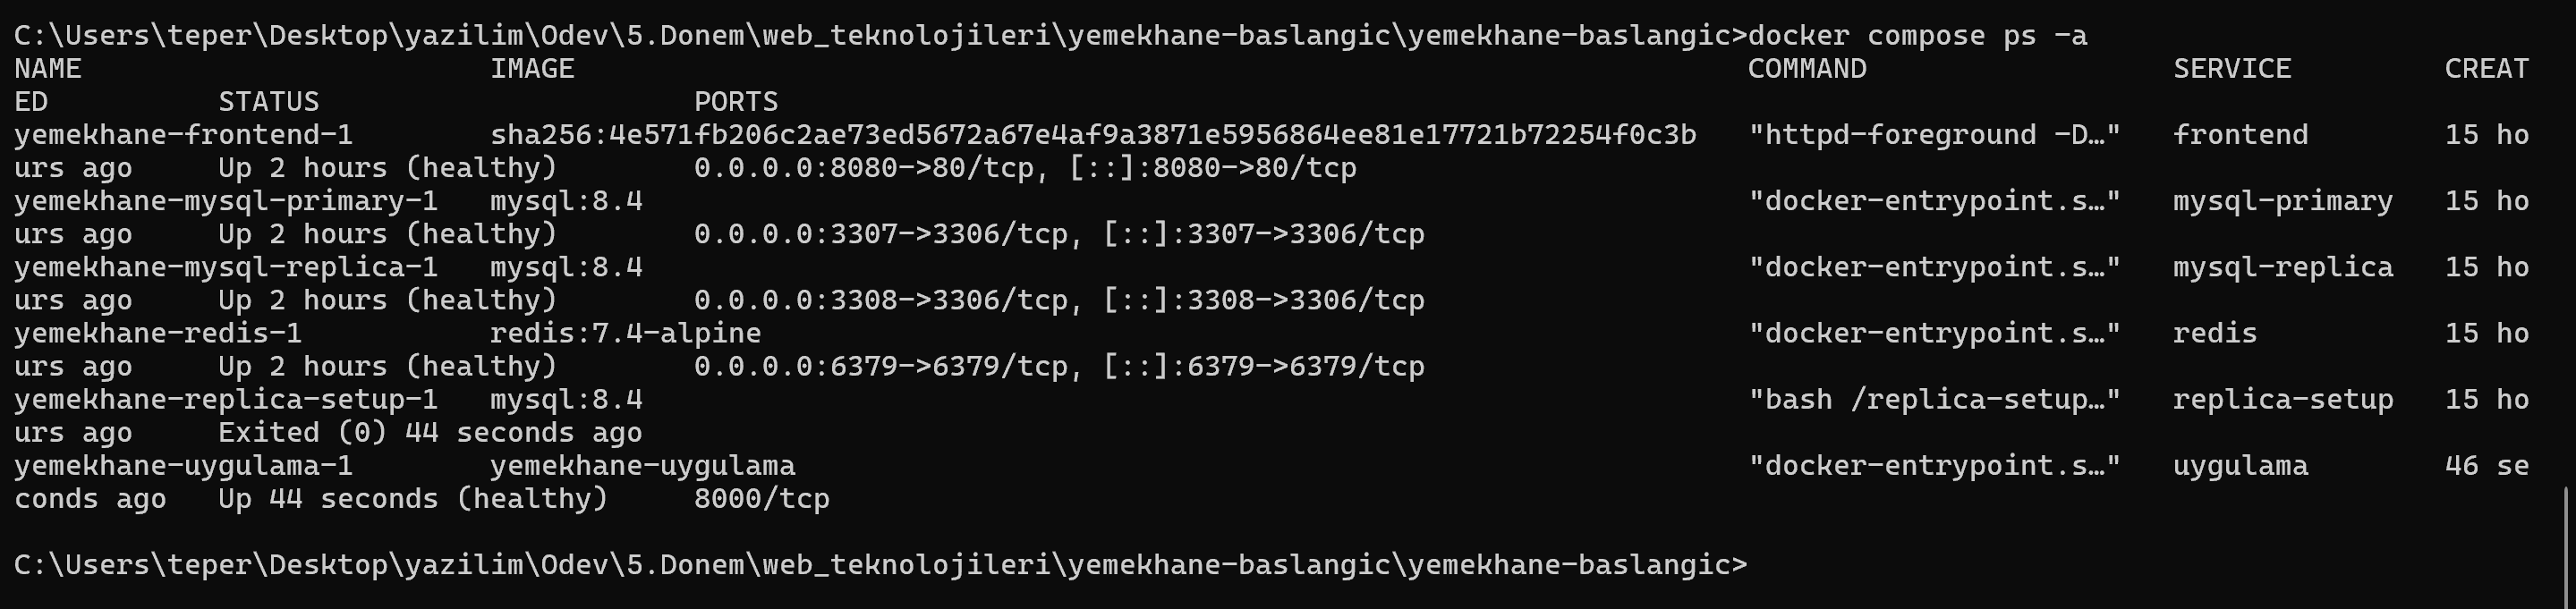 C:\Users\teper\Desktop\yazilim\Odev\5.Donem\web_teknolojileri\yemekhane-baslangic\yemekhane-baslangic>docker compose ps -a
NAME                        IMAGE                                                                     COMMAND                  SERVICE         CREAT
ED          STATUS                      PORTS
yemekhane-frontend-1        sha256:4e571fb206c2ae73ed5672a67e4af9a3871e5956864ee81e17721b72254f0c3b   "httpd-foreground -D…"   frontend        15 ho
urs ago     Up 2 hours (healthy)        0.0.0.0:8080->80/tcp, [::]:8080->80/tcp
yemekhane-mysql-primary-1   mysql:8.4                                                                 "docker-entrypoint.s…"   mysql-primary   15 ho
urs ago     Up 2 hours (healthy)        0.0.0.0:3307->3306/tcp, [::]:3307->3306/tcp
yemekhane-mysql-replica-1   mysql:8.4                                                                 "docker-entrypoint.s…"   mysql-replica   15 ho
urs ago     Up 2 hours (healthy)        0.0.0.0:3308->3306/tcp, [::]:3308->3306/tcp
yemekhane-redis-1           redis:7.4-alpine                                                          "docker-entrypoint.s…"   redis           15 ho
urs ago     Up 2 hours (healthy)        0.0.0.0:6379->6379/tcp, [::]:6379->6379/tcp
yemekhane-replica-setup-1   mysql:8.4                                                                 "bash /replica-setup…"   replica-setup   15 ho
urs ago     Exited (0) 44 seconds ago
yemekhane-uygulama-1        yemekhane-uygulama                                                        "docker-entrypoint.s…"   uygulama        46 se
conds ago   Up 44 seconds (healthy)     8000/tcp
C:\Users\teper\Desktop\yazilim\Odev\5.Donem\web_teknolojileri\yemekhane-baslangic\yemekhane-baslangic>